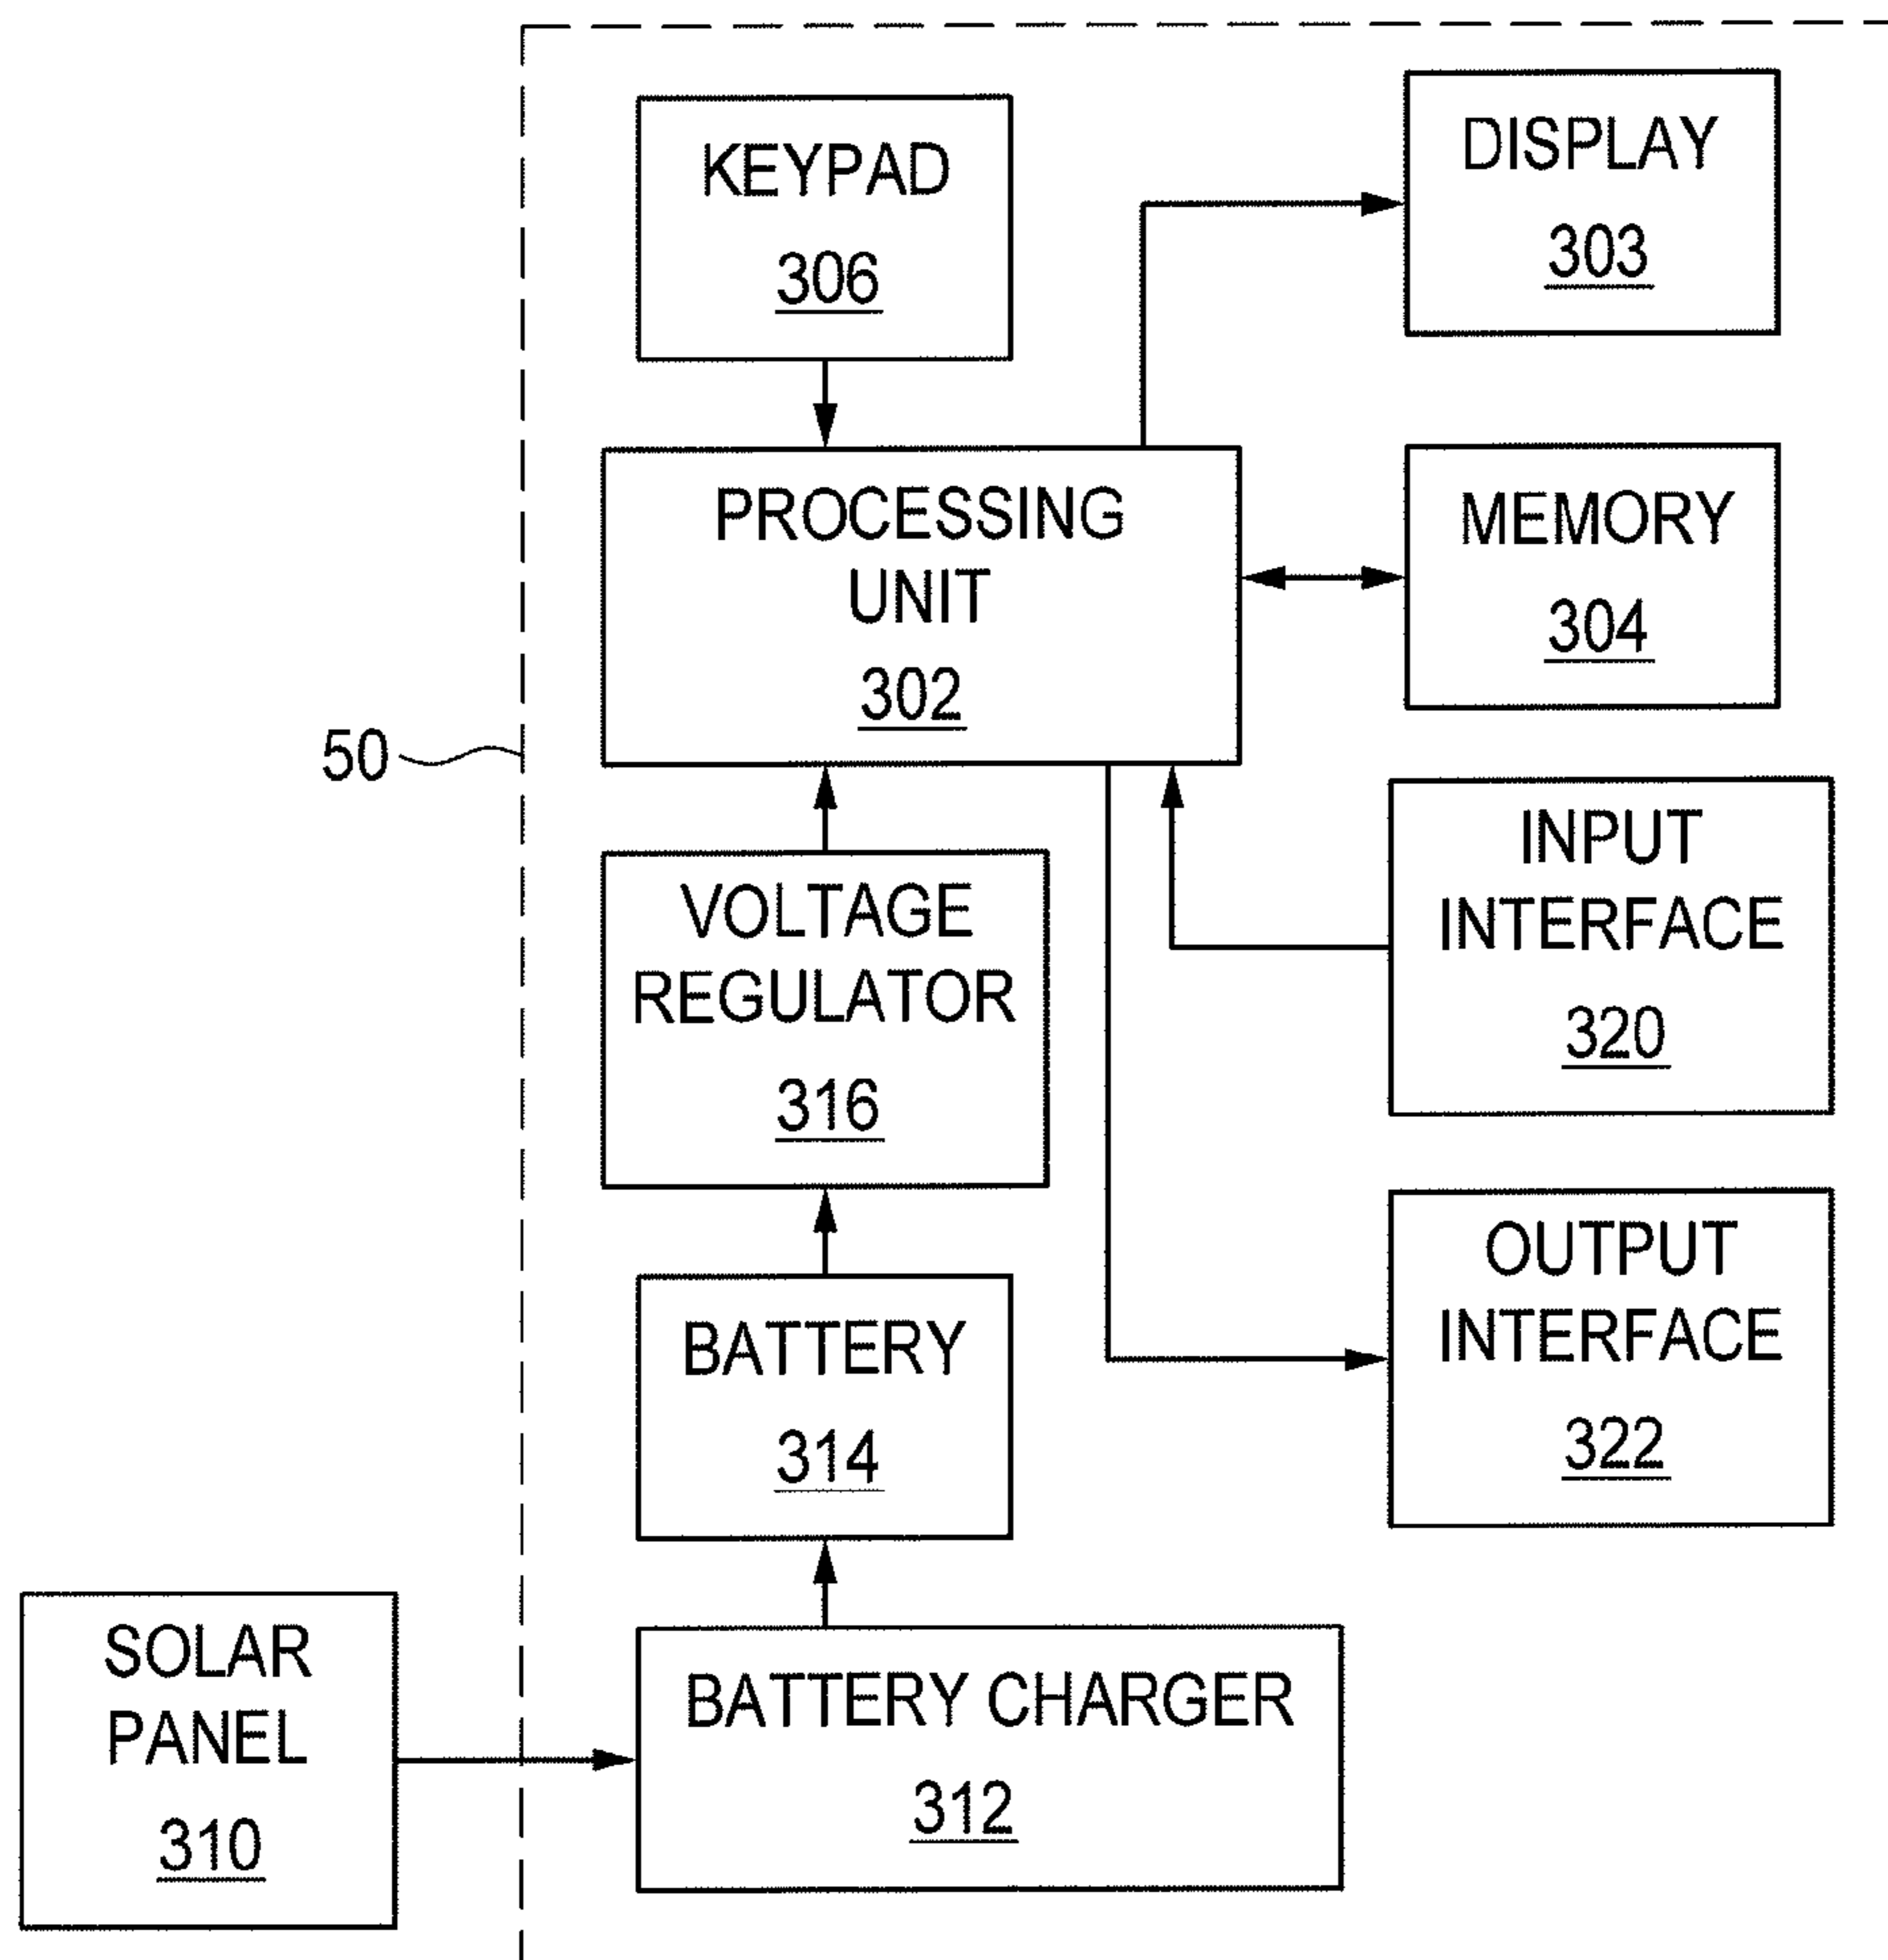 KEYPAD
306
DISPLAY
303
PROCESSING
UNIT
302
MEMORY
304
50
VOLTAGE
REGULATOR
316
INPUT
INTERFACE
320
BATTERY
314
OUTPUT
INTERFACE
322
SOLAR
PANEL
310
BATTERY CHARGER
312